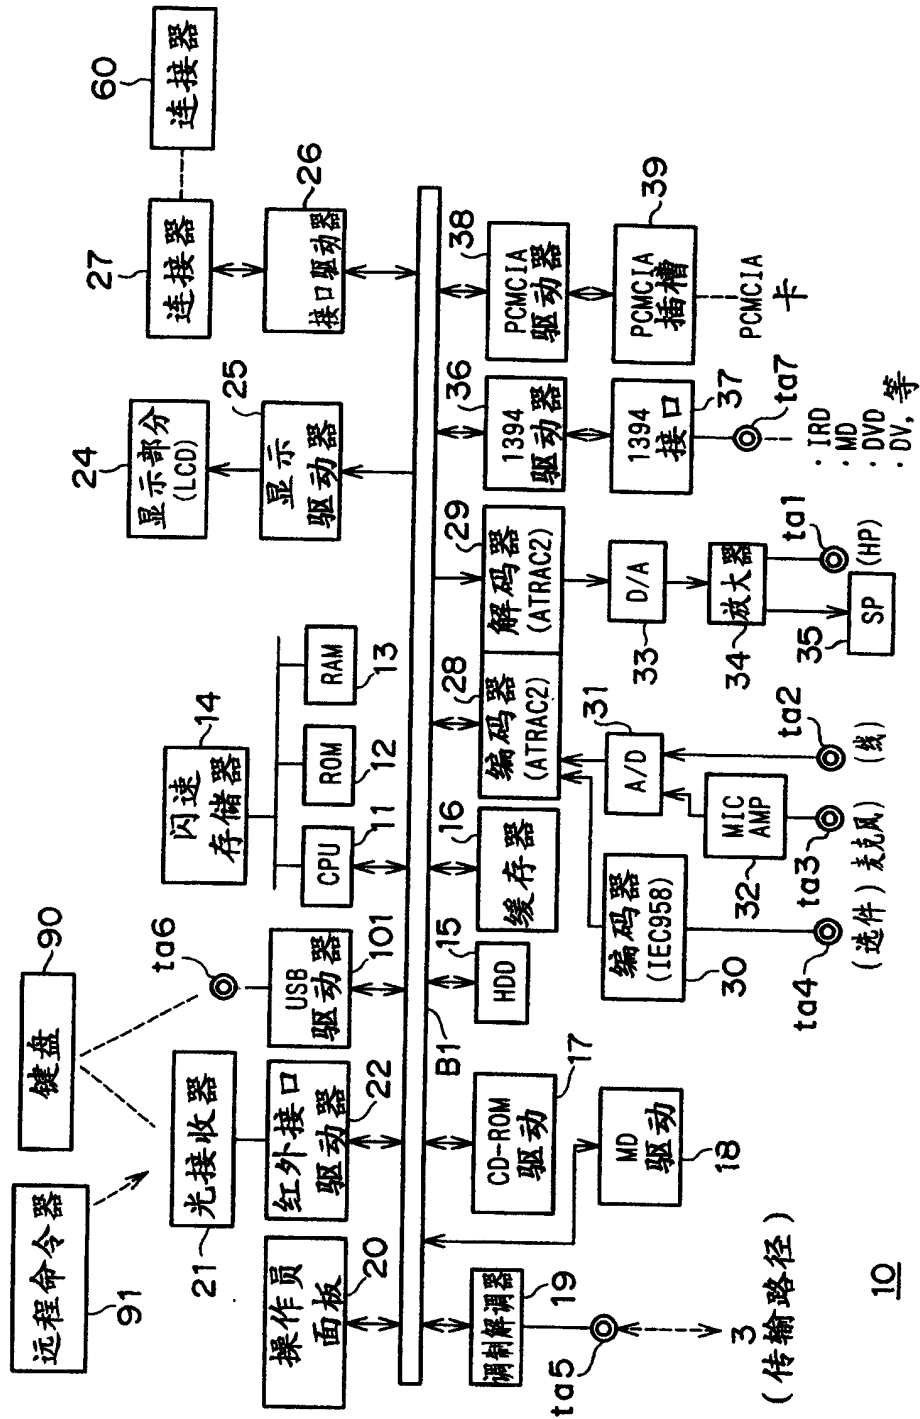 远程命令器
91
键盘
90
光接收器
21
ta6
闪速
存储器
14
显示部分
(LCD)
24
连接器
27
连接器
60
操作员
面板
20
红外接口
驱动器
22
USB
驱动器
101
CPU
11
ROM
12
RAM
13
显示
驱动器
25
接口驱动器
26
B1
调制解调器
19
CD-ROM
驱动
17
HDD
15
缓存器
16
编码器
(ATRAC2)
28
解码器
(ATRAC2)
29
1394
驱动器
36
PCMCIA
驱动器
38
MD
驱动
18
编码器
(IEC958)
30
A/D
31
D/A
33
1394
接口
37
PCMCIA
插槽
39
MIC
AMP
32
放大器
34
SP
35
ta5
ta4
ta3
ta2
ta1
ta7
3
(传输路径)
(选件)
麦克风)
(线)
(HP)
· IRD
· MD
· DVD
· DV, 等
PCMCIA
卡
10